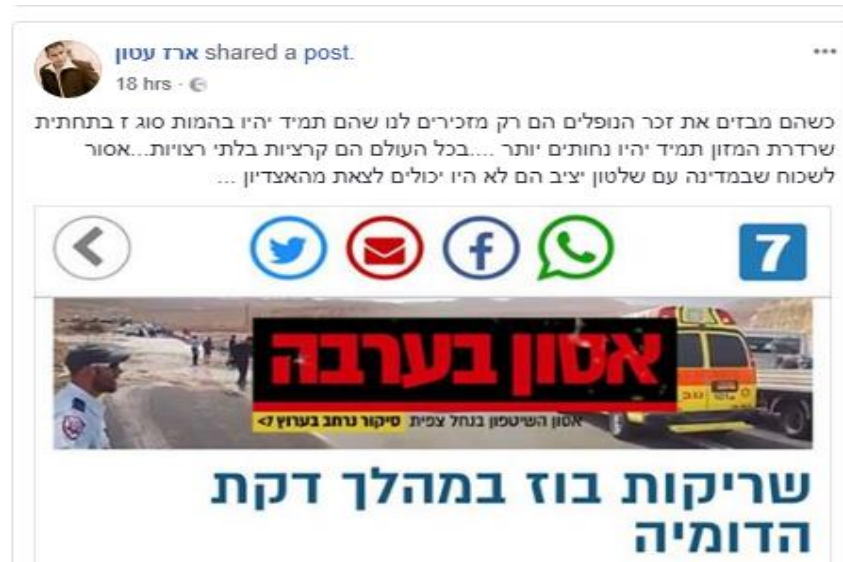 ארז עטון shared a post.
18 hrs
כשהם מבזים את זכר הנופלים הם רק מזכירים לנו שהם תמיד יהיו בהמות סוג ז בתחתית
שרדרת המזון תמיד יהיו נחותים יותר ....בכל העולם הם קרציות בלתי רצויות...אסור
לשכוח שבמדינה עם שלטון יציב הם לא היו יכולים לצאת מהאצדיון ...
7
אסון בערבה
אסון השיטפון בנחל צפית סיקור נרחב בערוץ 7>
שריקות בוז במהלך דקת
הדומיה